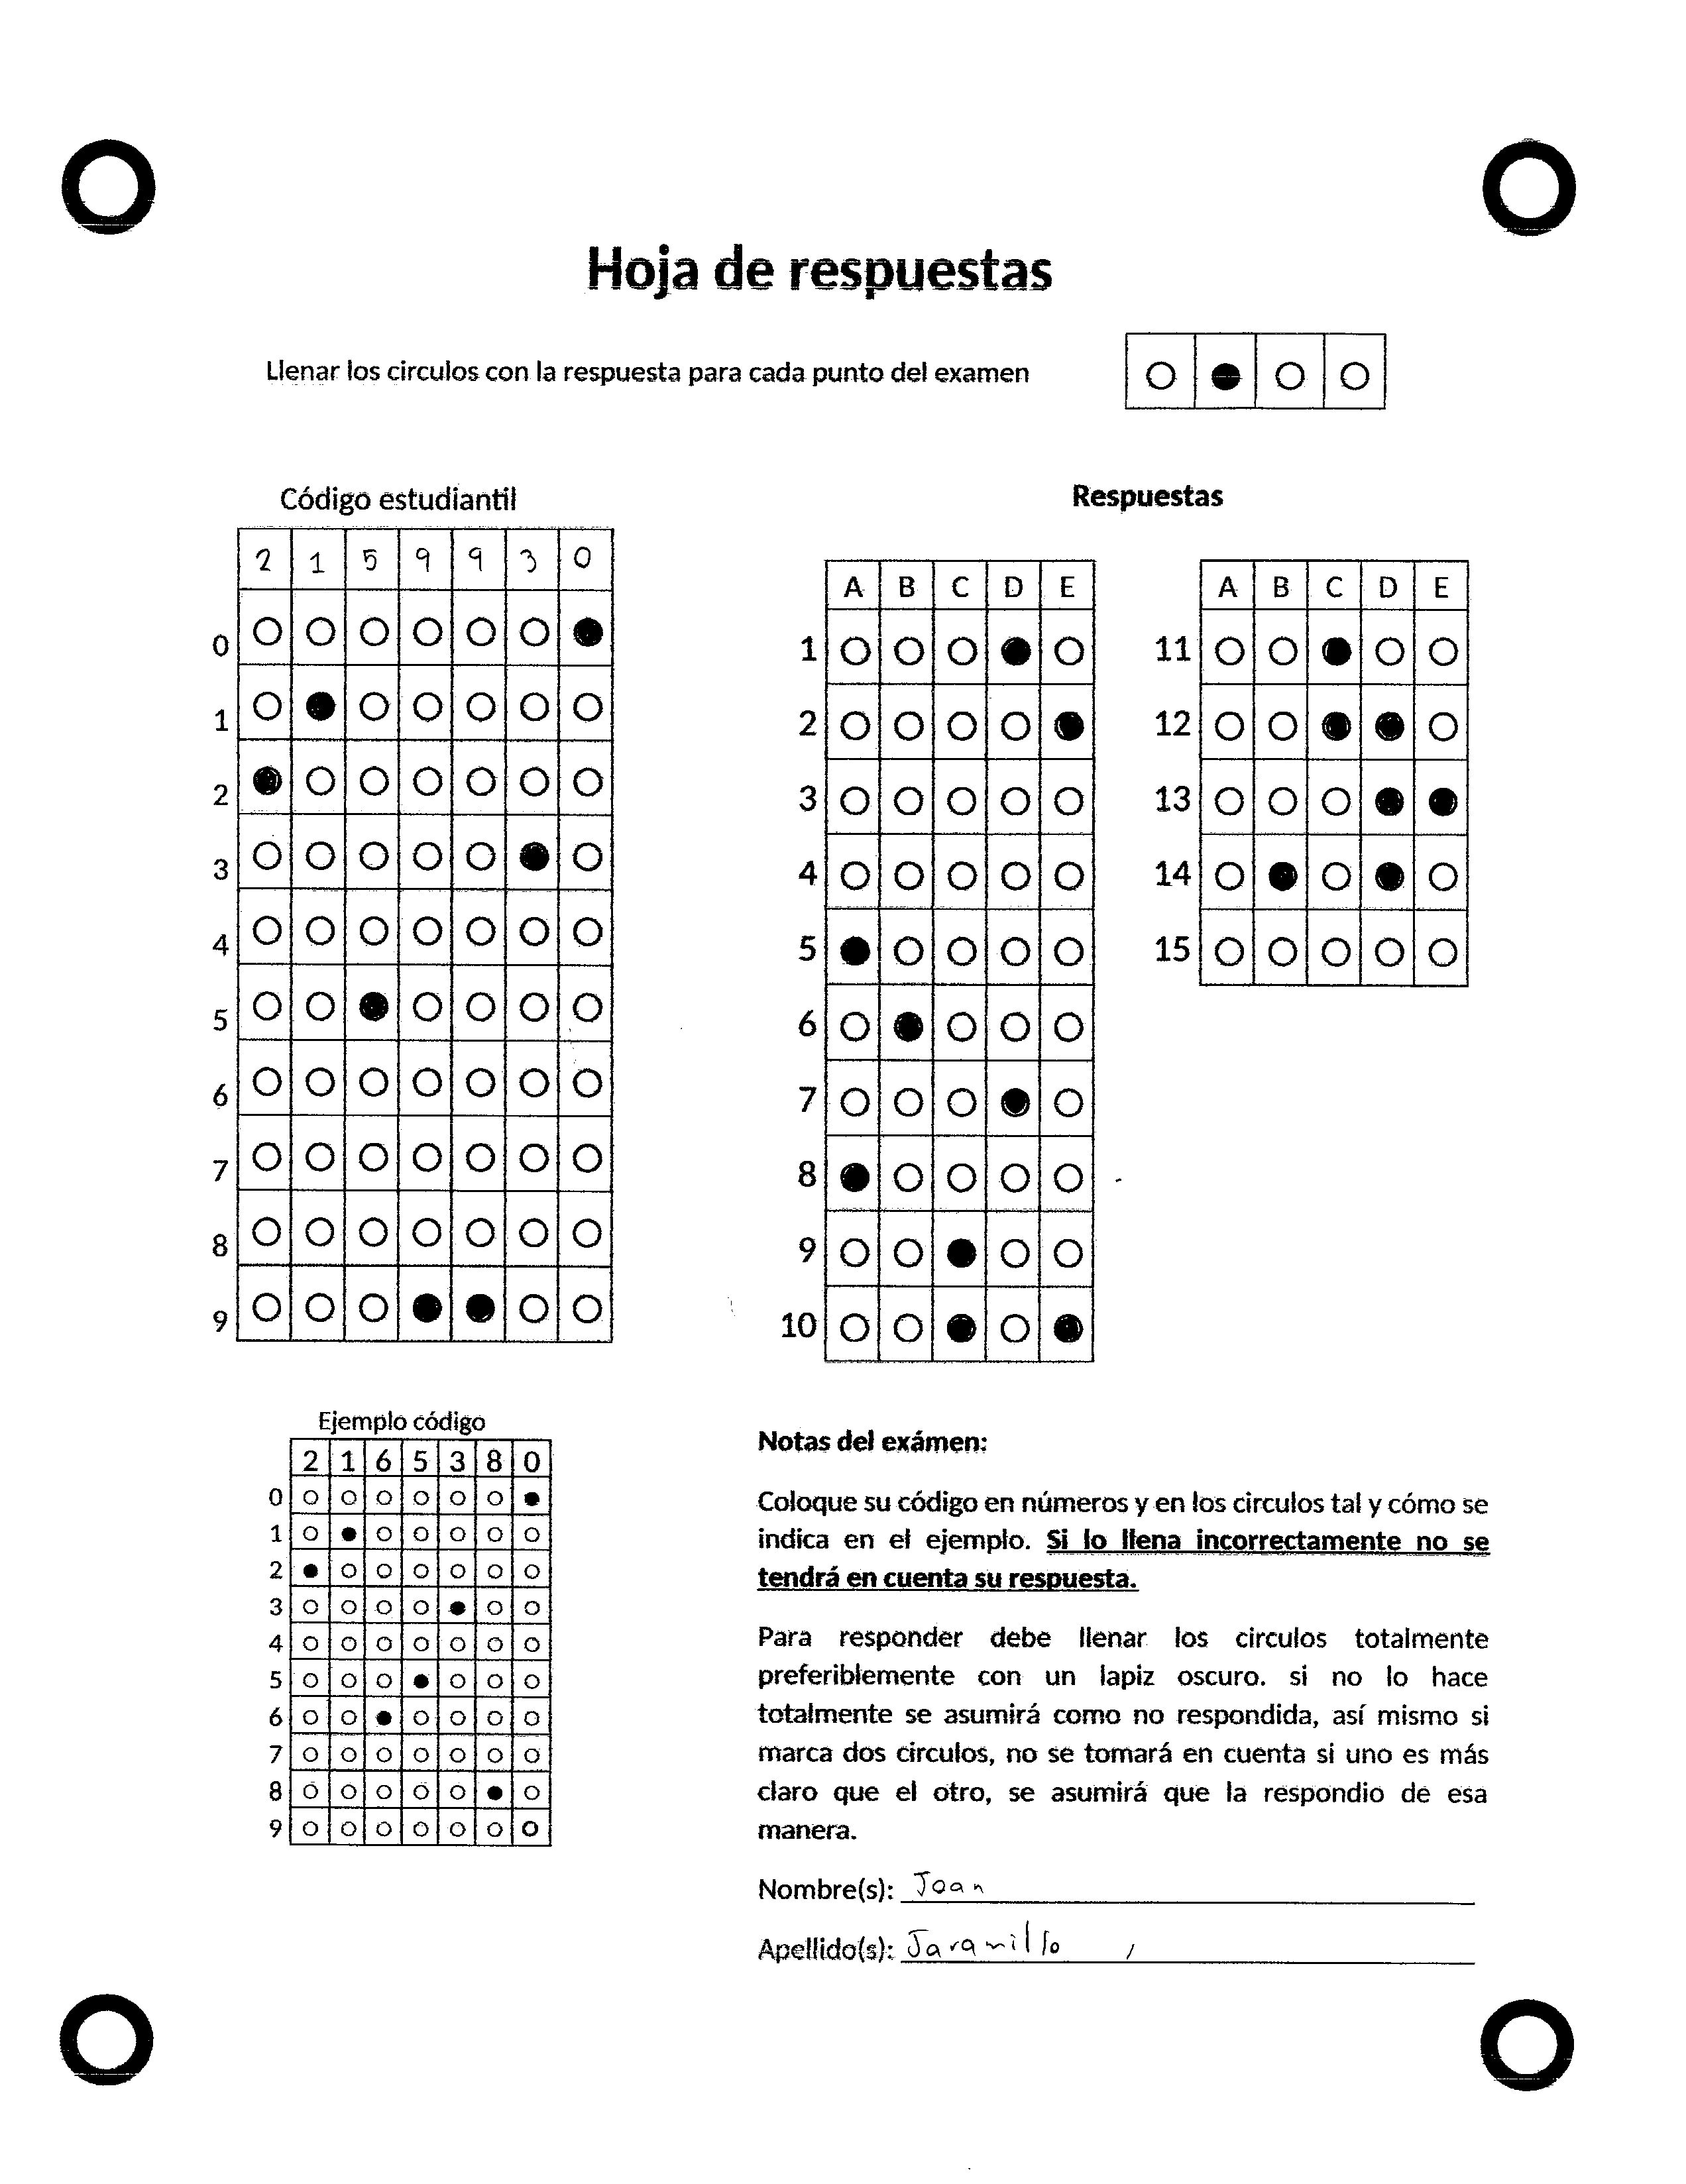 Hoja de respuestas
Llenar los circulos con la respuesta para cada punto del examen
Código estudiantil
2 1 5 9 9 3 0
0
1
2
3
4
5
6
7
8
9
Respuestas
A B C D E
1
2
3
4
5
6
7
8
9
10
A B C D E
11
12
13
14
15
Ejemplo código
2 1 6 5 3 8 0
0
1
2
3
4
5
6
7
8
9
Notas del exámen:
Coloque su código en números y en los circulos tal y cómo se
indica en el ejemplo. Si lo llena incorrectamente no se
tendrá en cuenta su respuesta.
Para responder debe llenar los circulos totalmente
preferiblemente con un lapiz oscuro. si no lo hace
totalmente se asumirá como no respondida, así mismo si
marca dos circulos, no se tomará en cuenta si uno es más
claro que el otro, se asumirá que la respondio de esa
manera.
Nombre(s): Joan
Apellido(s): Jaramillo